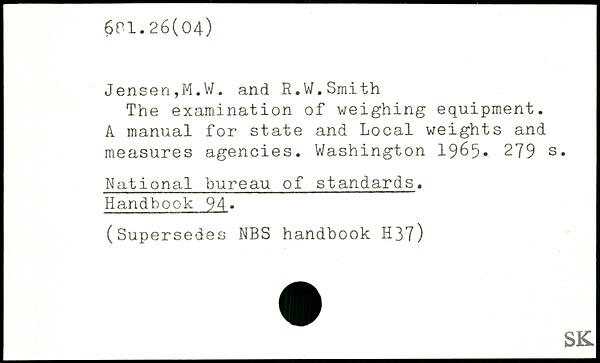 681.26(04)
Jensen,M.W. and R.W.Smith
The examination of weighing equipment.
A manual for state and Local weights and
measures agencies. Washington 1965. 279 s.
National bureau of standards.
Handbook 94.
(Supersedes NBS handbook H37)
SK